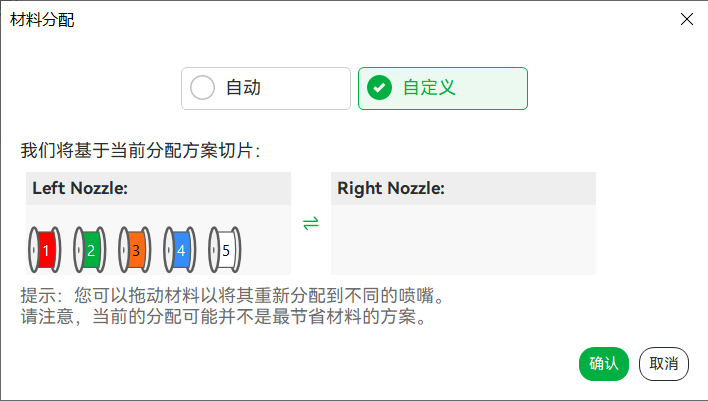 材料分配
自动
自定义
我们将基于当前分配方案切片：
Left Nozzle:
Right Nozzle:
1 2 3 4 5
提示：您可以拖动材料以将其重新分配到不同的喷嘴。
请注意，当前的分配可能并不是最节省材料的方案。
确认
取消